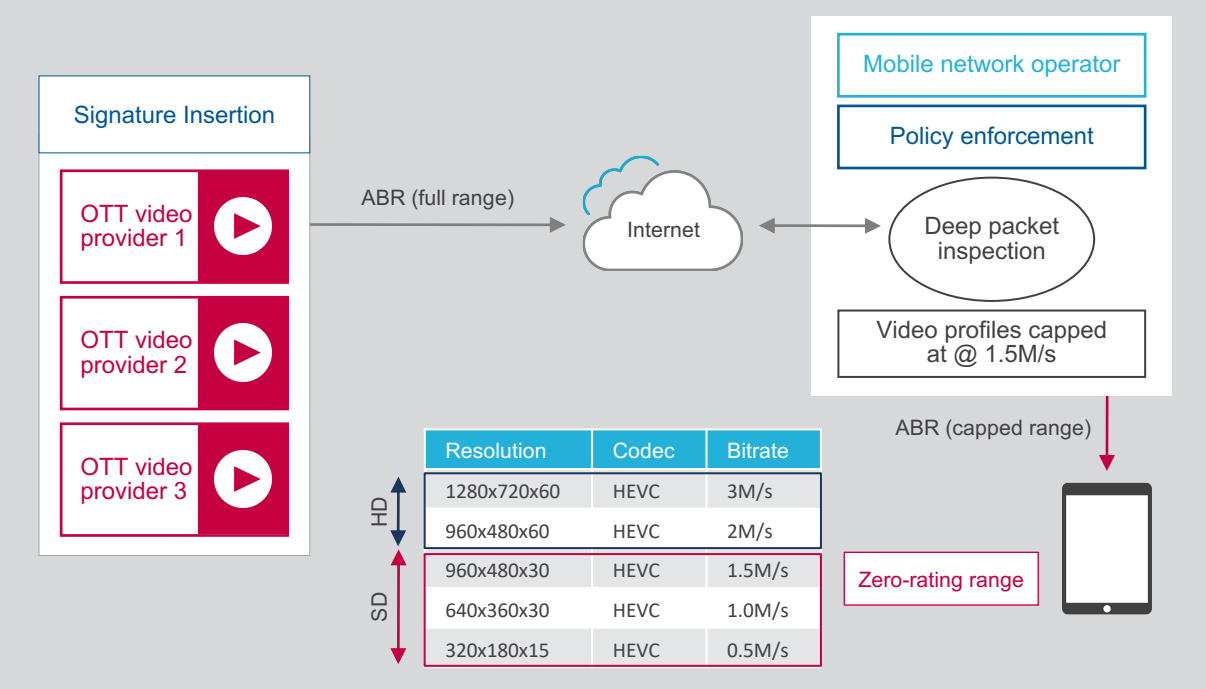 Signature Insertion
OTT video
provider 1
OTT video
provider 2
OTT video
provider 3
ABR (full range)
Internet
Mobile network operator
Policy enforcement
Deep packet
inspection
Video profiles capped
at @ 1.5M/s
ABR (capped range)
Resolution Codec Bitrate
HD
1280x720x60 HEVC 3M/s
960x480x60 HEVC 2M/s
SD
960x480x30 HEVC 1.5M/s
640x360x30 HEVC 1.0M/s
320x180x15 HEVC 0.5M/s
Zero-rating range